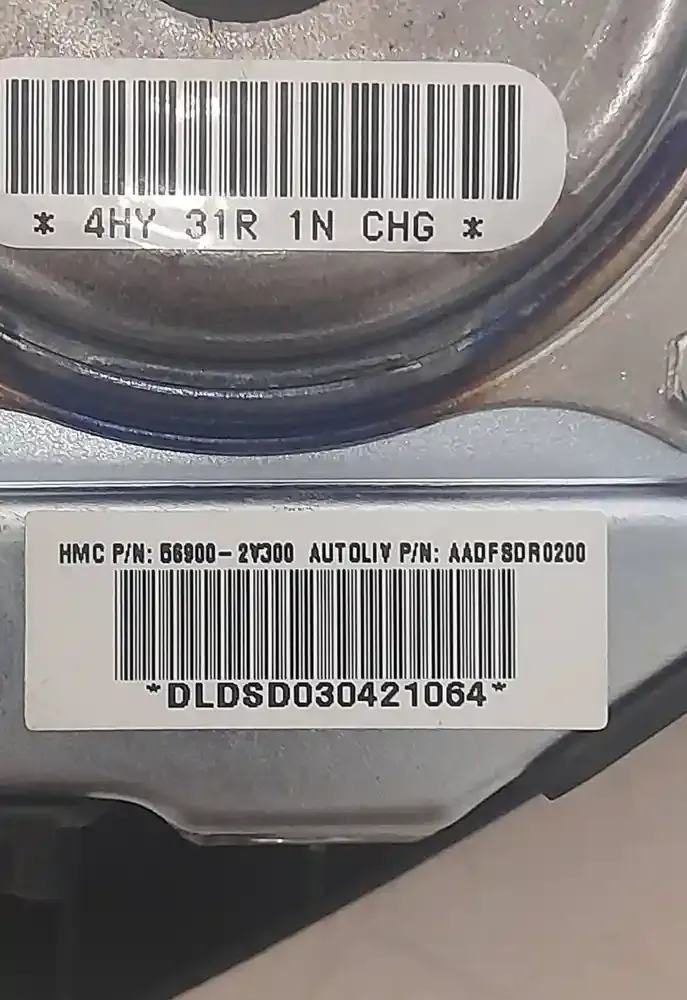 * 4HY 31R 1N CHG *
HMC P/N: 56900-2V300 AUTOLIV P/N: AADFSDR0200
*DLDSD030421064*